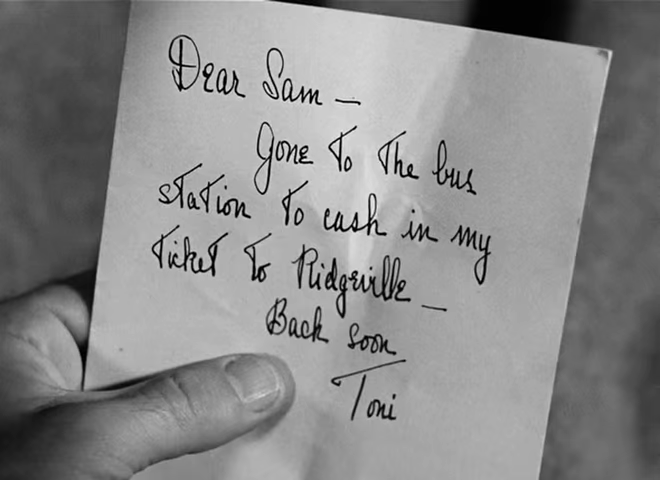 Dear Sam —
Gone To The bus
staTion To cash in my
TickeT To Ridgeville —
Back soon
Toni